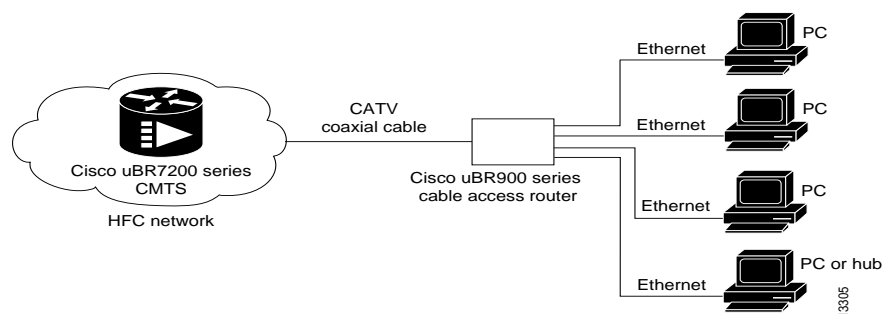 Ethernet
PC
CATV
coaxial cable
Ethernet
PC
Cisco uBR7200 series
CMTS
Cisco uBR900 series
cable access router
PC
HFC network
Ethernet
PC or hub
Ethernet